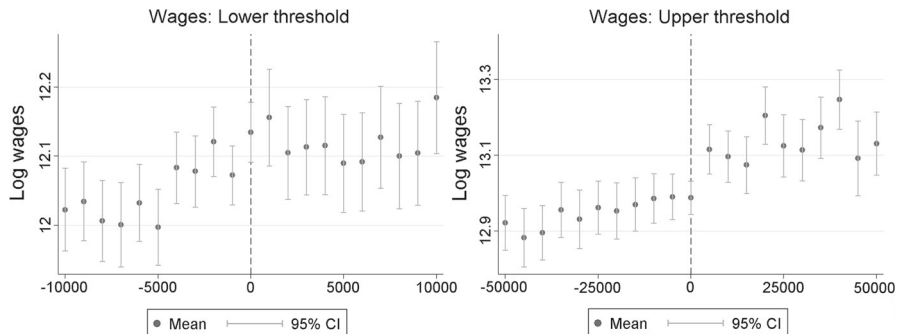 Wages: Lower threshold
Log wages
12.2
12.1
12
-10000 -5000 0 5000 10000
Mean 95% CI
Wages: Upper threshold
Log wages
13.3
13.1
12.9
-50000 -25000 0 25000 50000
Mean 95% CI